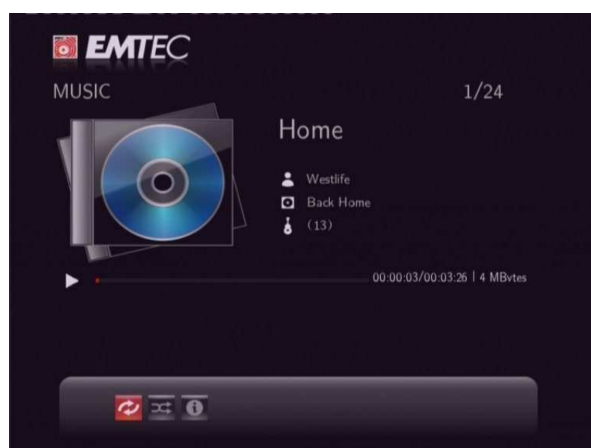 EMTEC
MUSIC
1/24
Home
Westlife
Back Home
(13)
00:00:03/00:03:26 | 4 MBytes